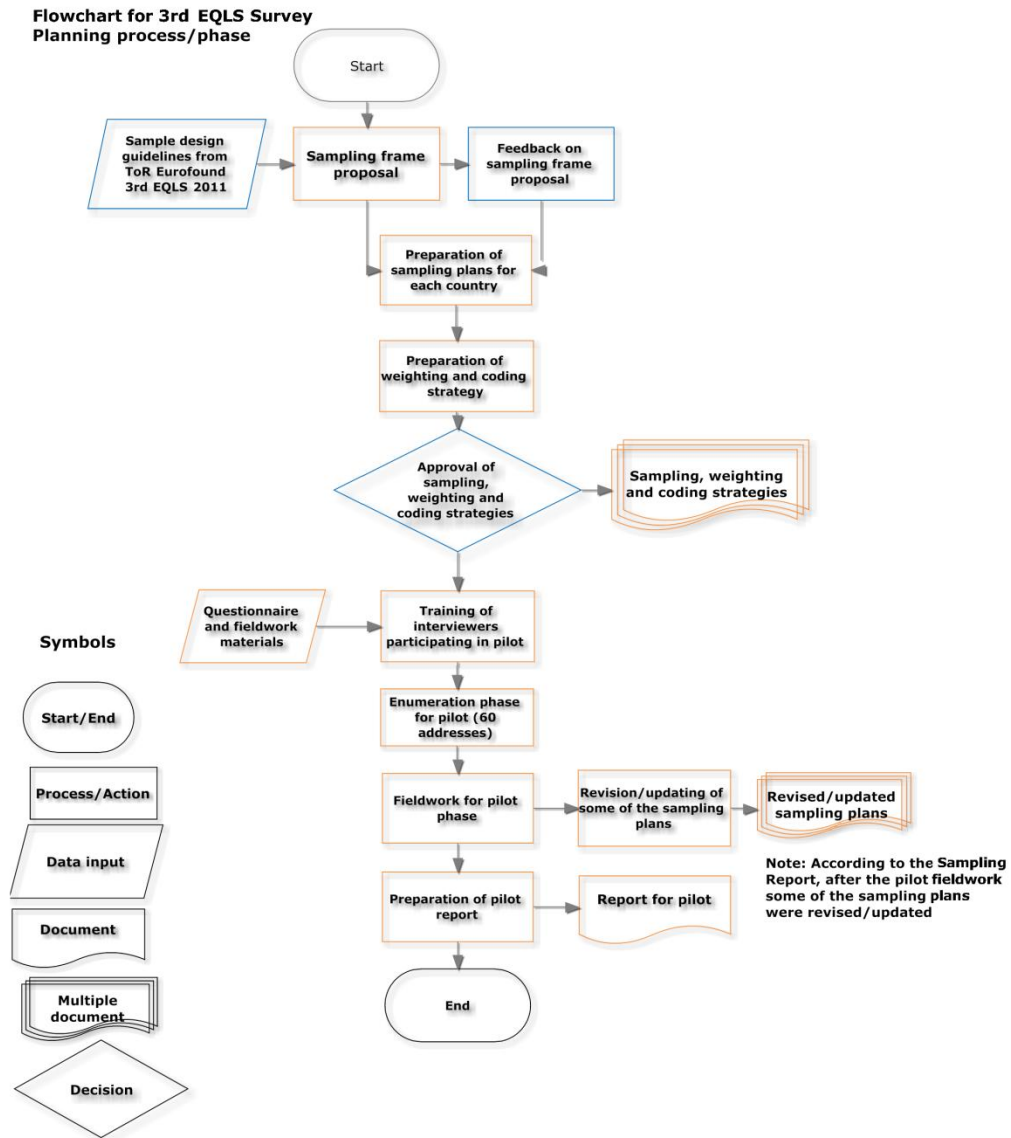 Flowchart for 3rd EQLS Survey
Planning process/phase
Start
Sample design
guidelines from
ToR Eurofound
3rd EQLS 2011
Sampling frame
proposal
Feedback on
sampling frame
proposal
Preparation of
sampling plans for
each country
Preparation of
weighting and coding
strategy
Approval of
sampling,
weighting and
coding strategies
Sampling, weighting
and coding strategies
Questionnaire
and fieldwork
materials
Training of
interviewers
participating in pilot
Enumeration phase
for pilot (60
addresses)
Fieldwork for pilot
phase
Revision/updating of
some of the sampling
plans
Revised/updated
sampling plans
Note: According to the Sampling
Report, after the pilot fieldwork
some of the sampling plans
were revised/updated
Preparation of pilot
report
Report for pilot
End
Symbols
Start/End
Process/Action
Data input
Document
Multiple
document
Decision